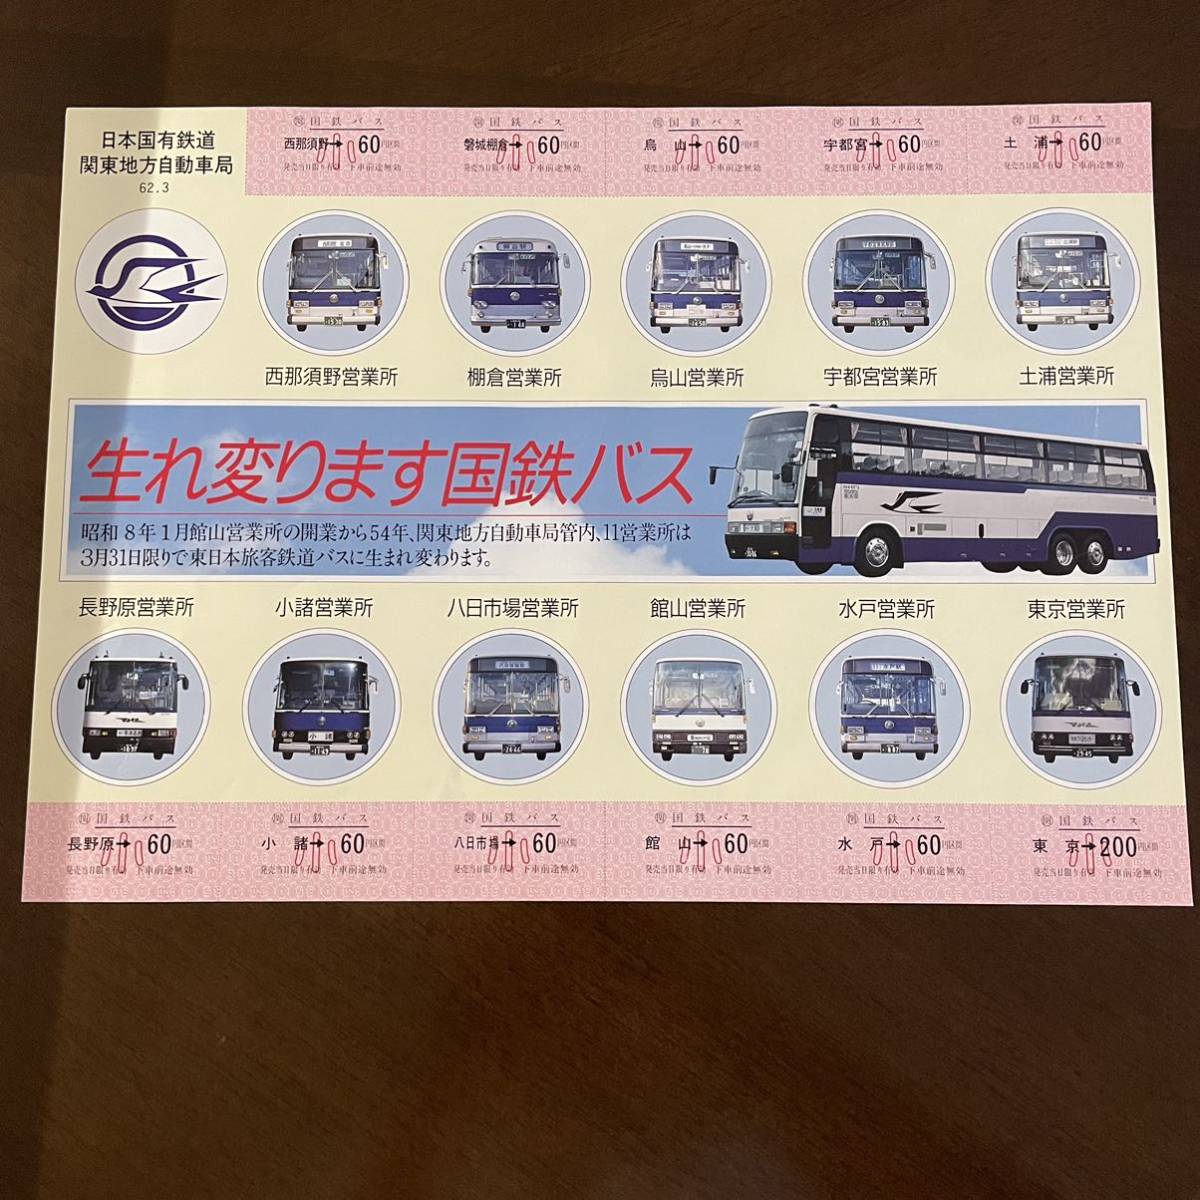 日本国有鉄道
関東地方自動車局
62.3
国鉄バス
西那須野→60円区間
発売当日限り有効 下車前途無効
国鉄バス
磐城棚倉→60円区間
発売当日限り有効 下車前途無効
国鉄バス
烏山→60円区間
発売当日限り有効 下車前途無効
国鉄バス
宇都宮→60円区間
発売当日限り有効 下車前途無効
国鉄バス
土浦→60円区間
発売当日限り有効 下車前途無効
西那須野営業所
棚倉営業所
烏山営業所
宇都宮営業所
土浦営業所
生れ変ります国鉄バス
昭和8年1月館山営業所の開業から54年、関東地方自動車局管内、11営業所は
3月31日限りで東日本旅客鉄道バスに生まれ変わります。
長野原営業所
小諸営業所
八日市場営業所
館山営業所
水戸営業所
東京営業所
小諸
国鉄バス
長野原→60円区間
発売当日限り有効 下車前途無効
国鉄バス
小諸→60円区間
発売当日限り有効 下車前途無効
国鉄バス
八日市場→60円区間
発売当日限り有効 下車前途無効
国鉄バス
館山→60円区間
発売当日限り有効 下車前途無効
国鉄バス
水戸→60円区間
発売当日限り有効 下車前途無効
国鉄バス
東京→200円区間
発売当日限り有効 下車前途無効